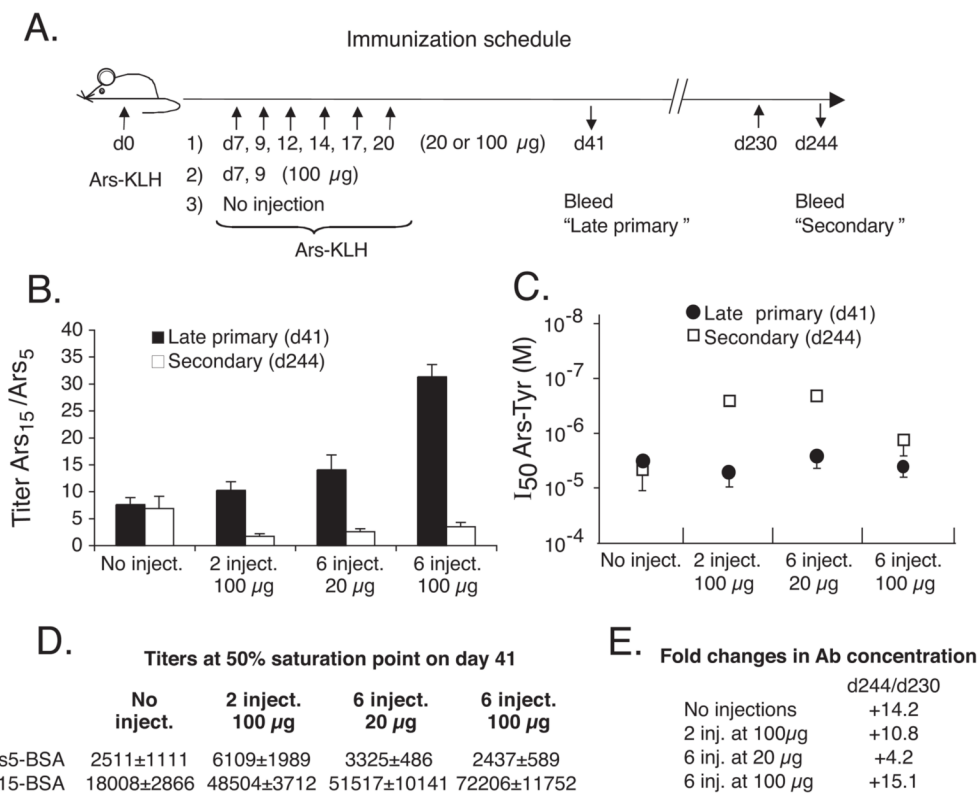 A.
Immunization schedule
d0 1) d7, 9, 12, 14, 17, 20 (20 or 100 µg) d41 d230 d244
Ars-KLH 2) d7, 9 (100 µg)
3) No injection Bleed Bleed
"Late primary" "Secondary"
Ars-KLH
B.
Titer Ars15/Ars5
40
35
30
25
20
15
10
5
0
Late primary (d41)
Secondary (d244)
No inject. 2 inject. 6 inject. 6 inject.
100 µg 20 µg 100 µg
C.
I50 Ars-Tyr (M)
10-8
10-7
10-6
10-5
10-4
Late primary (d41)
Secondary (d244)
No inject. 2 inject. 6 inject. 6 inject.
100 µg 20 µg 100 µg
D.
Titers at 50% saturation point on day 41
No 2 inject. 6 inject. 6 inject.
inject. 100 µg 20 µg 100 µg
s5-BSA 2511±1111 6109±1989 3325±486 2437±589
15-BSA 18008±2866 48504±3712 51517±10141 72206±11752
E.
Fold changes in Ab concentration
d244/d230
No injections +14.2
2 inj. at 100µg +10.8
6 inj. at 20 µg +4.2
6 inj. at 100 µg +15.1